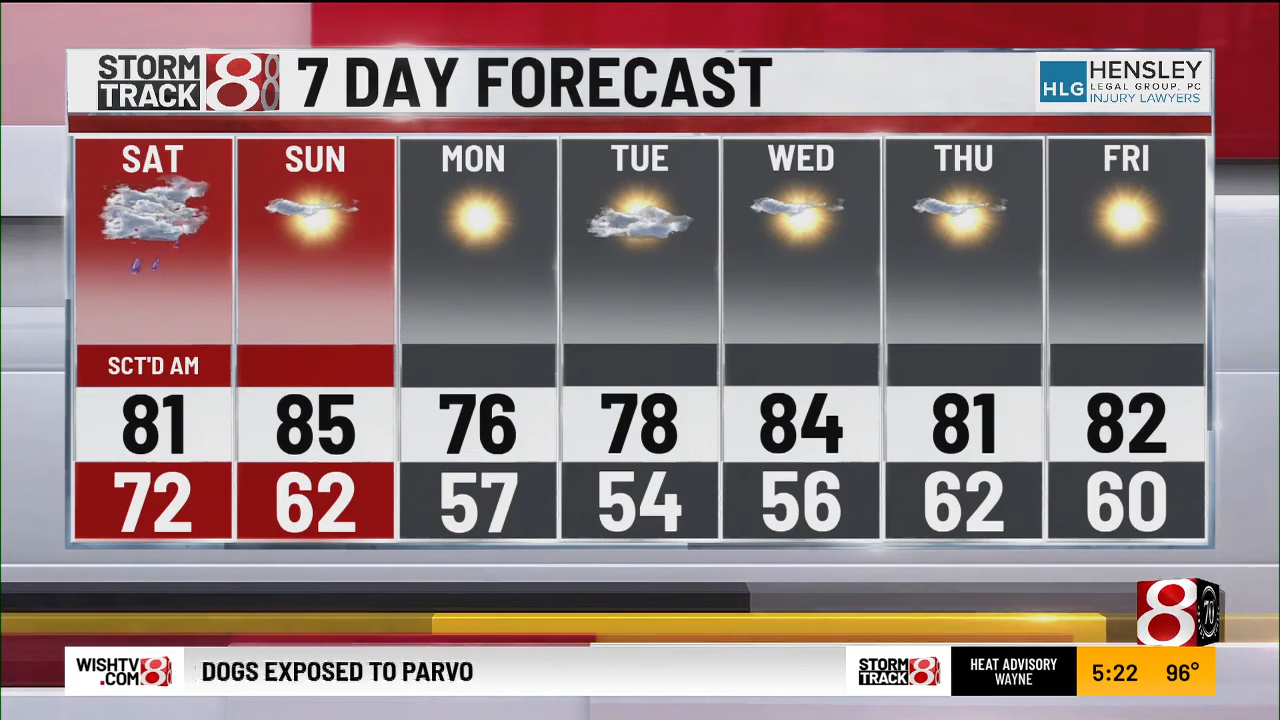 STORM
TRACK 8
7 DAY FORECAST
HENSLEY
HLG
LEGAL GROUP, PC
INJURY LAWYERS
SAT SUN MON TUE WED THU FRI
SCT'D AM
81 85 76 78 84 81 82
72 62 57 54 56 62 60
8 70
WISHTV
.COM 8
DOGS EXPOSED TO PARVO
STORM
TRACK 8
HEAT ADVISORY
WAYNE
5:22 96°